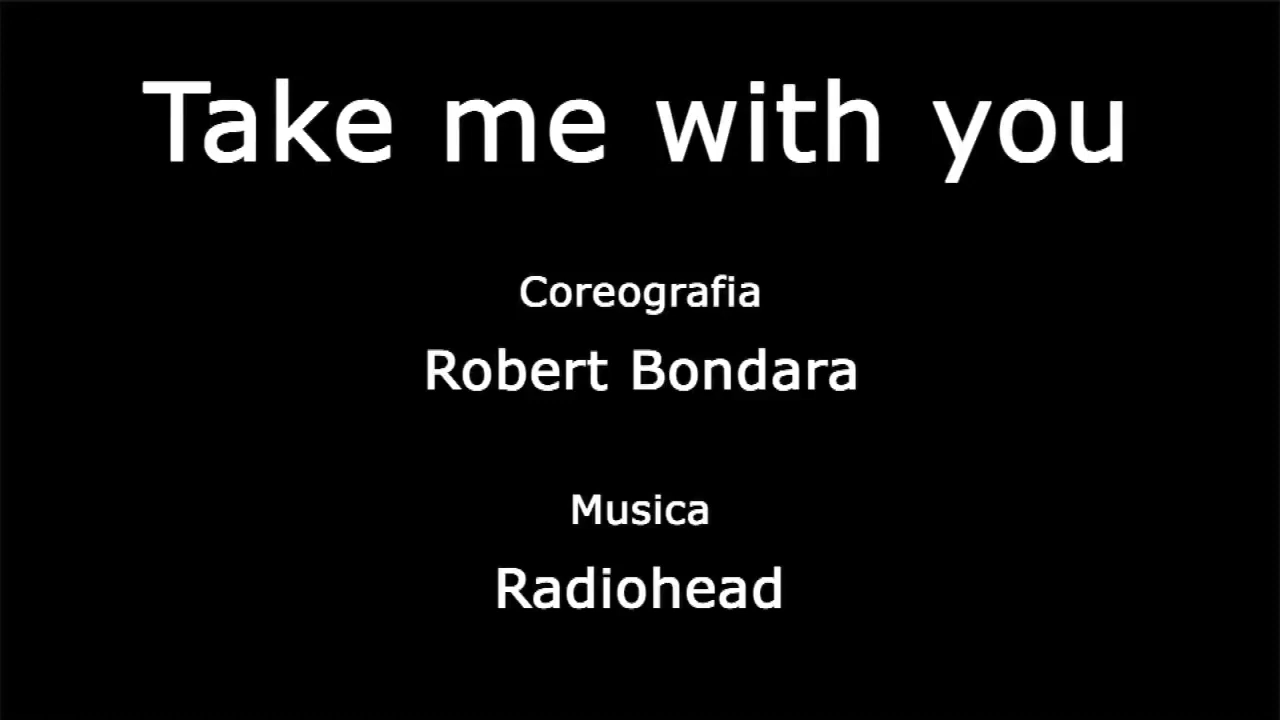 Take me with you
Coreografia
Robert Bondara
Musica
Radiohead